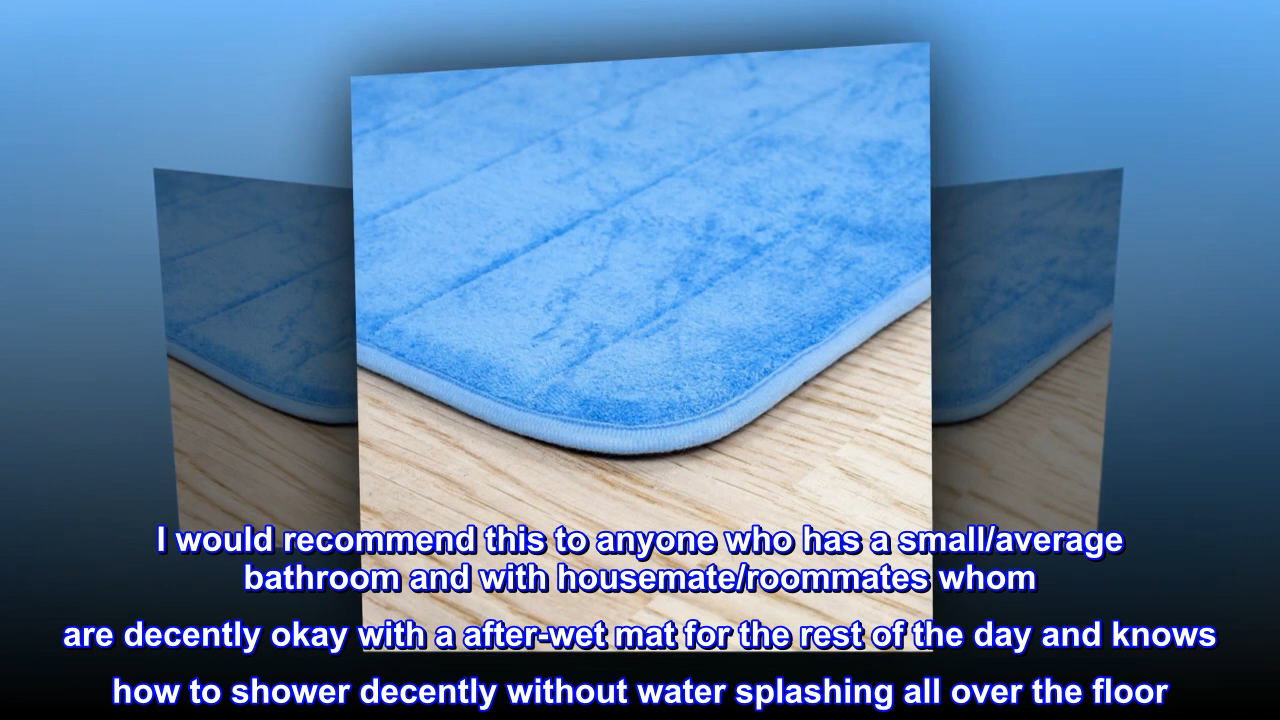 I would recommend this to anyone who has a small/average
bathroom and with housemate/roommates whom
are decently okay with a after-wet mat for the rest of the day and knows
how to shower decently without water splashing all over the floor